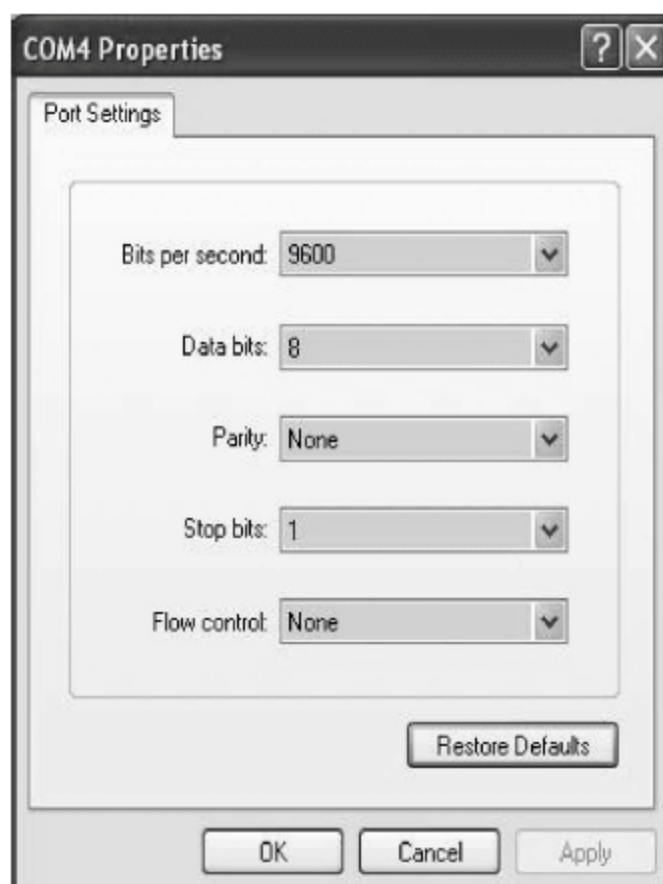 COM4 Properties
Port Settings
Bits per second: 9600
Data bits: 8
Parity: None
Stop bits: 1
Flow control: None
Restore Defaults
OK Cancel Apply